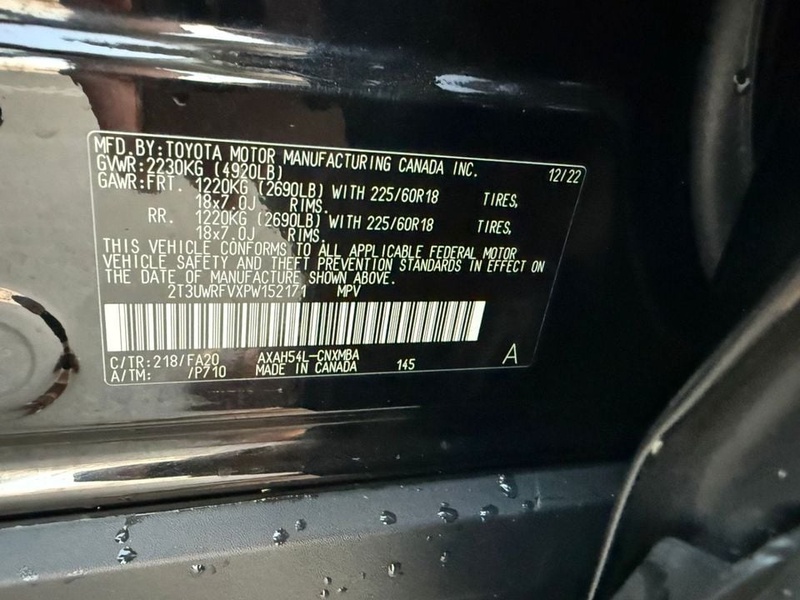 MFD.BY:TOYOTA MOTOR MANUFACTURING CANADA INC. 12/22
GVWR:2230KG (4920LB)
GAWR:FRT. 1220KG (2690LB) WITH 225/60R18 TIRES,
18x7.0J RIMS,
RR. 1220KG (2690LB) WITH 225/60R18 TIRES,
18x7.0J RIMS.
THIS VEHICLE CONFORMS TO ALL APPLICABLE FEDERAL MOTOR
VEHICLE SAFETY AND THEFT PREVENTION STANDARDS IN EFFECT ON
THE DATE OF MANUFACTURE SHOWN ABOVE.
2T3UWRFVXPW152171 MPV
C/TR:218/FA20 AXAH54L-CNXMBA
A/TM: /P710 MADE IN CANADA 145 A